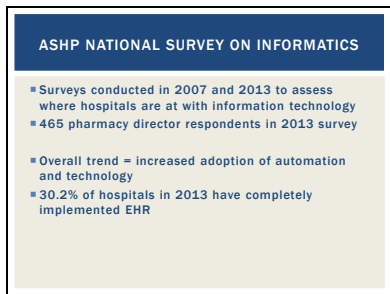 ASHP NATIONAL SURVEY ON INFORMATICS
Surveys conducted in 2007 and 2013 to assess
where hospitals are at with information technology
465 pharmacy director respondents in 2013 survey
Overall trend = increased adoption of automation
and technology
30.2% of hospitals in 2013 have completely
implemented EHR